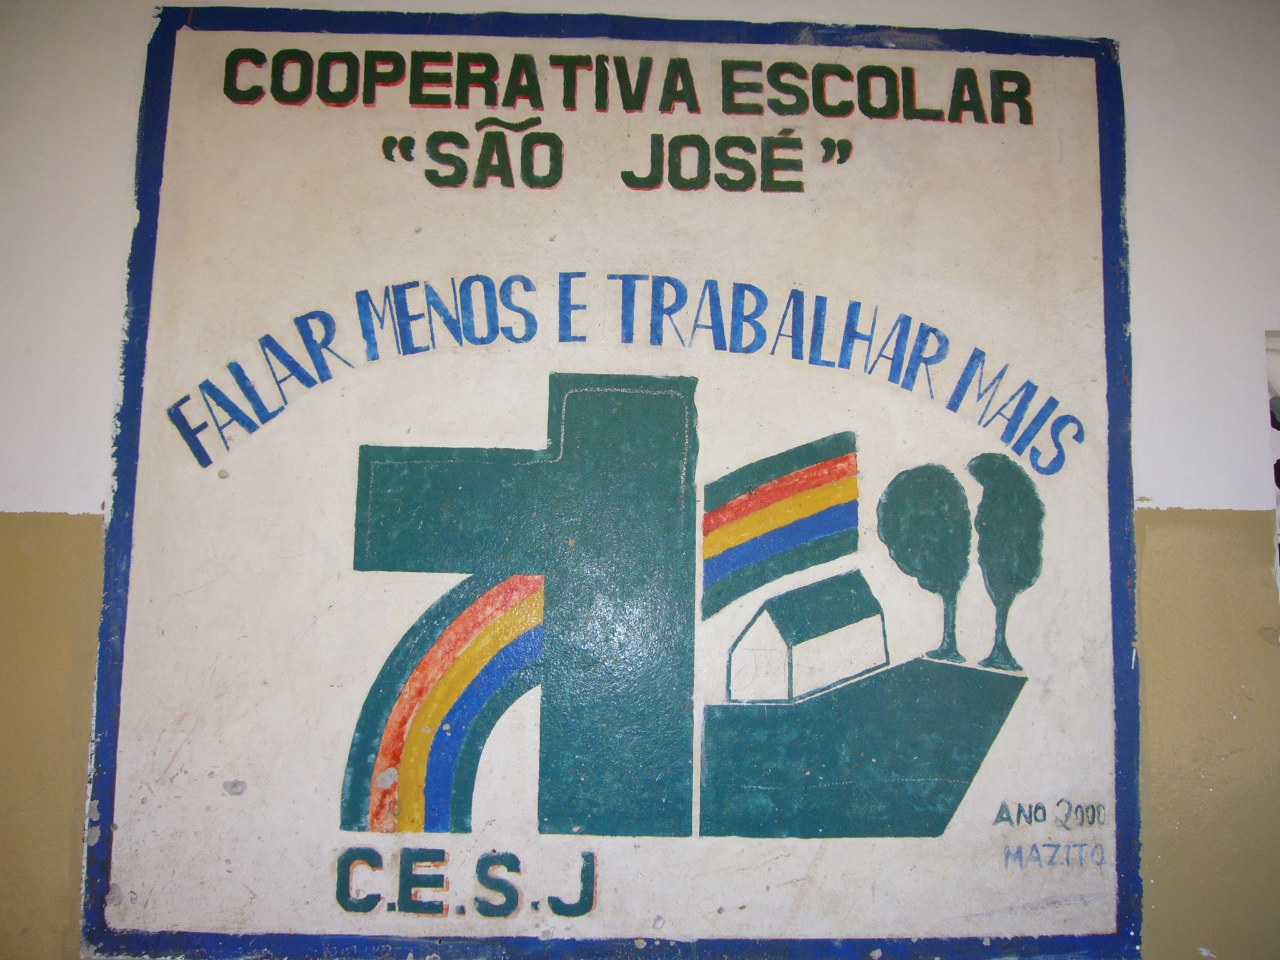 COOPERATIVA ESCOLAR
“SÃO JOSÉ”
FALAR MENOS E TRABALHAR MAIS
ANO 2000
MAZITO
C.E.S.J